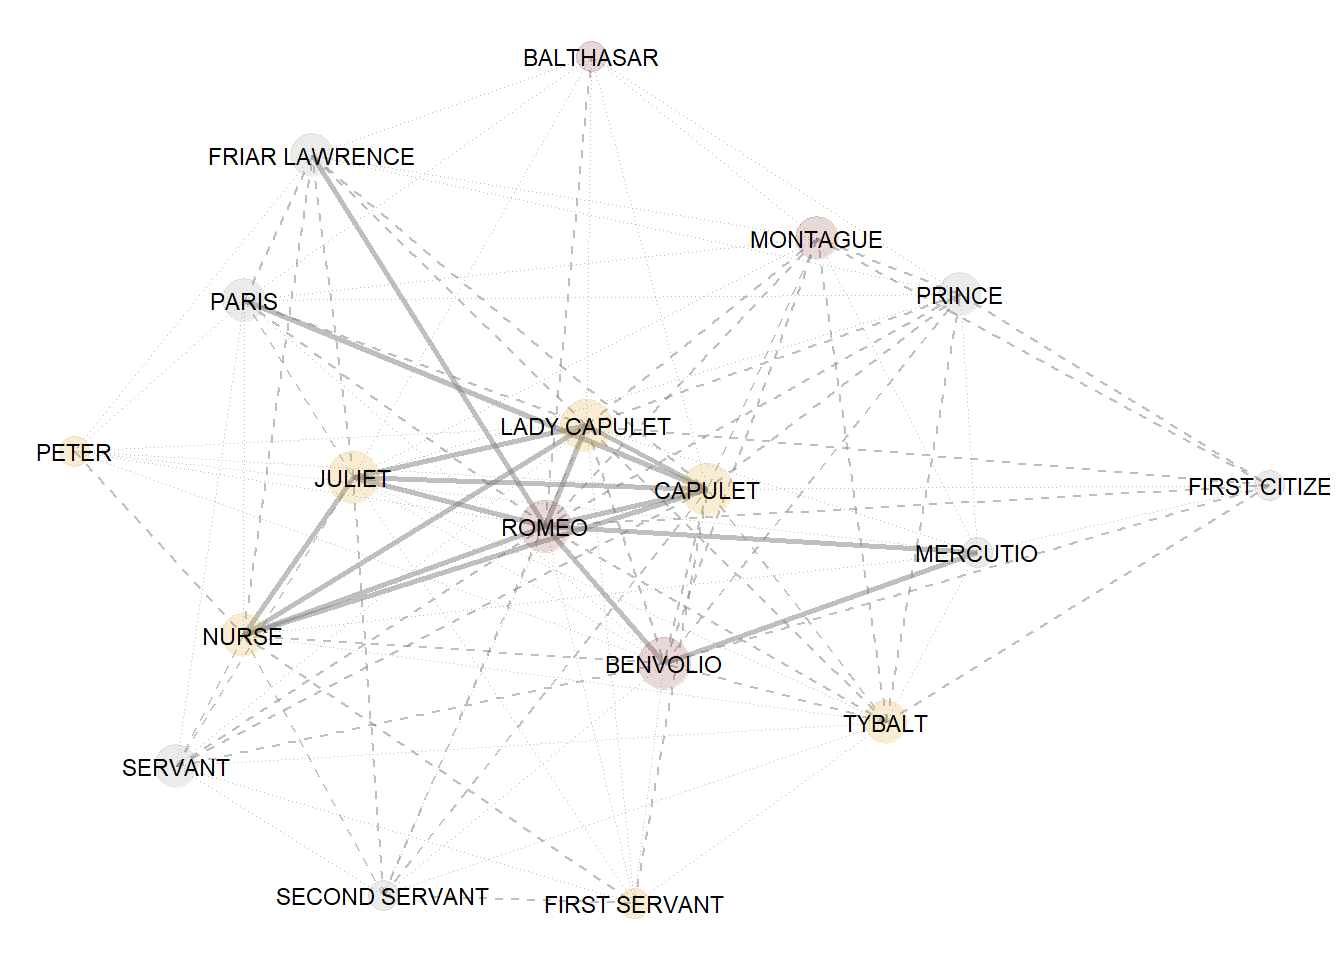 BALTHASAR
FRIAR LAWRENCE
MONTAGUE
PARIS
PRINCE
LADY CAPULET
PETER
JULIET
CAPULET
FIRST CITIZE
ROMEO
MERCUTIO
NURSE
BENVOLIO
TYBALT
SERVANT
SECOND SERVANT
FIRST SERVANT